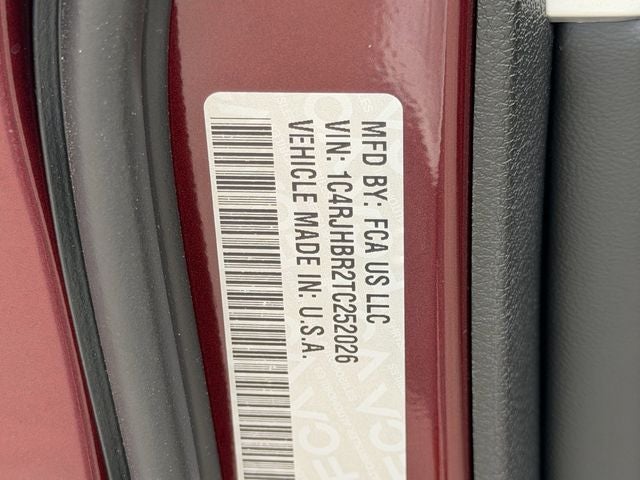 MFD BY: FCA US LLC
VIN: 1C4RJHBR2TC252026
VEHICLE MADE IN: U.S.A.